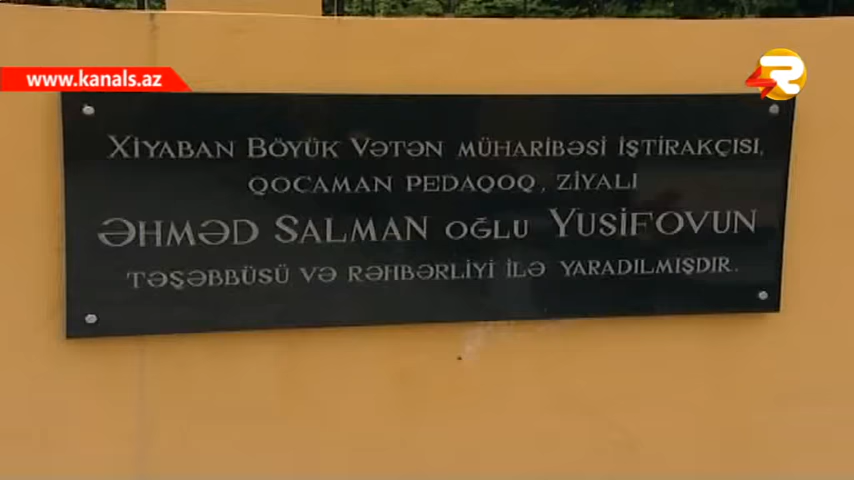 www.kanals.az
R
Xiyaban Böyük Vətən müharibəsi iştirakçısı,
qocaman pedaqoq, ziyalı
Əhməd Salman oğlu Yusifovun
təşəbbüsü və rəhbərliyi ilə yaradılmışdır.